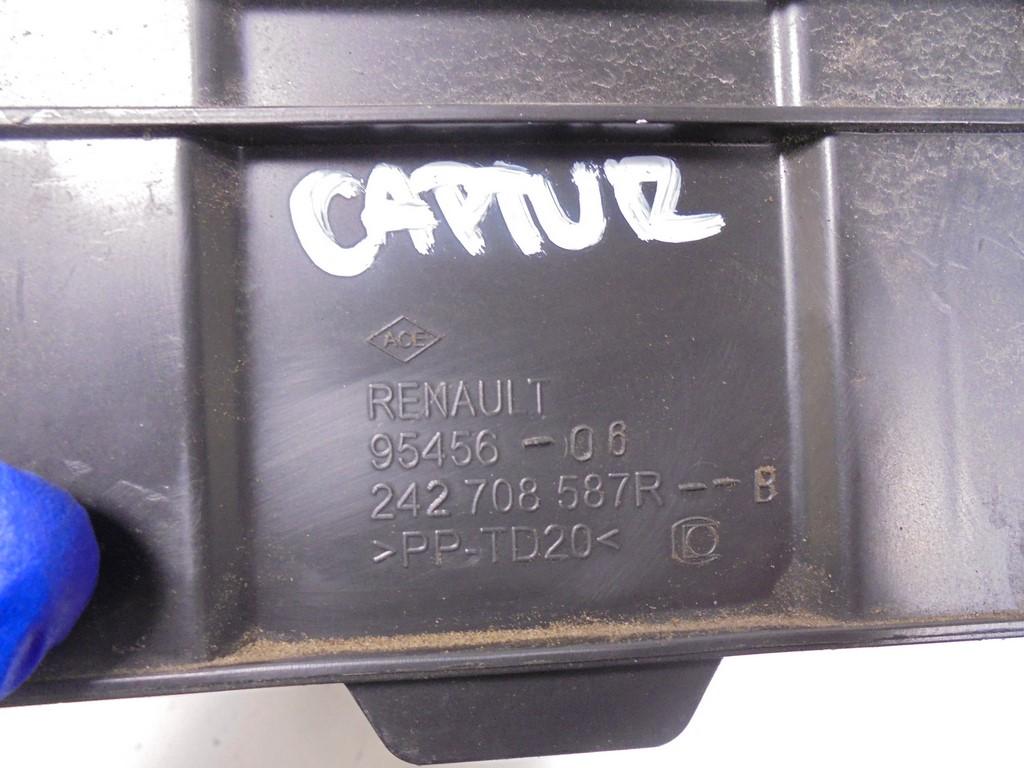 CAPTUR
ACE
RENAULT
95456 - 06
242 708 587R -- B
>PP-TD20<